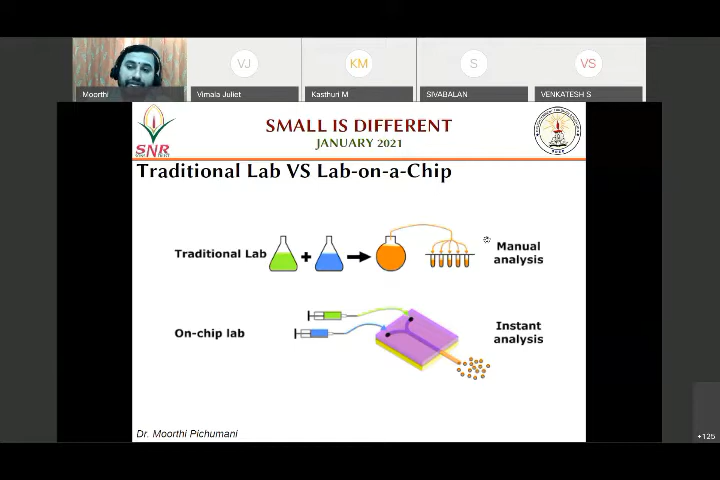 VJ
KM
S
VS
Moorthi
Vimala Juliet
Kasthuri M
SIVABALAN
VENKATESH S
SNR
SMALL IS DIFFERENT
JANUARY 2021
Traditional Lab VS Lab-on-a-Chip
Traditional Lab
+
Manual
analysis
On-chip lab
Instant
analysis
Dr. Moorthi Pichumani
+125